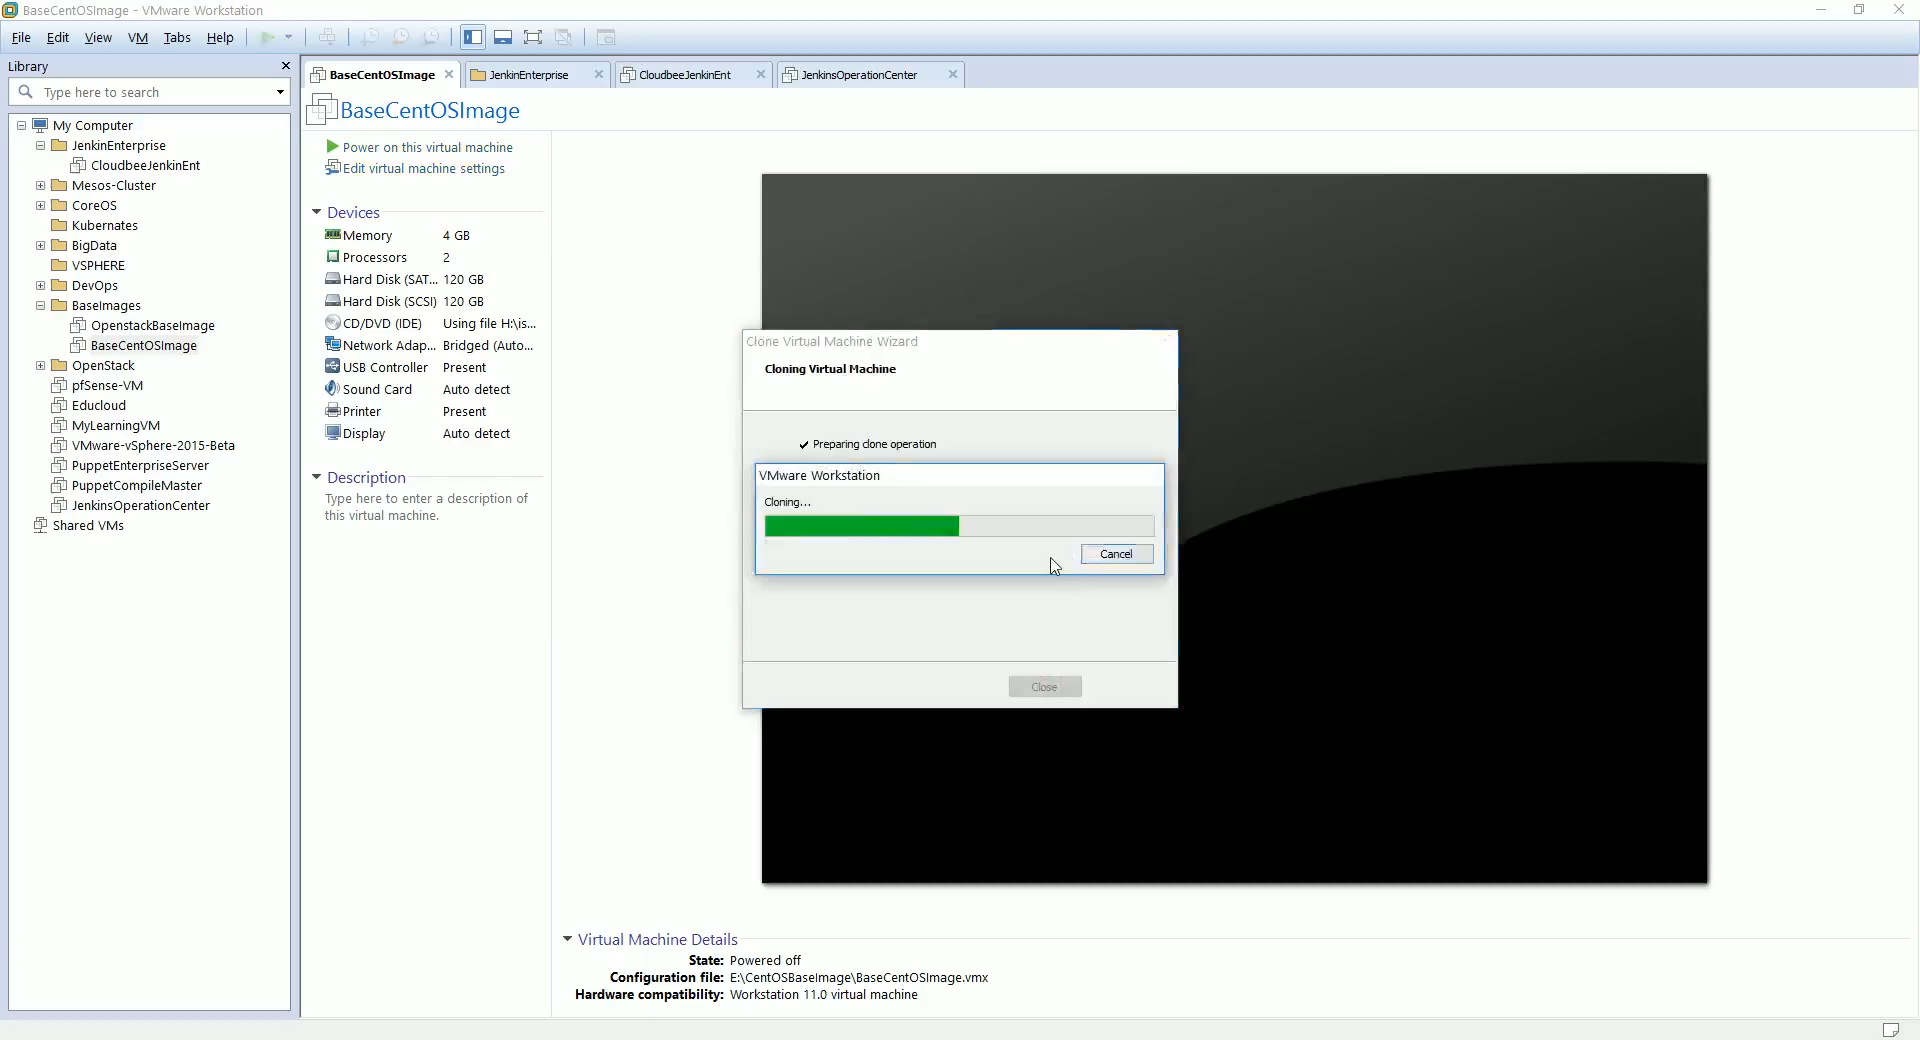 BaseCentOSImage - VMware Workstation
File Edit View VM Tabs Help
Library
Type here to search
My Computer
JenkinEnterprise
CloudbeeJenkinEnt
Mesos-Cluster
CoreOS
Kubernates
BigData
VSPHERE
DevOps
BaseImages
OpenstackBaseImage
BaseCentOSImage
OpenStack
pfSense-VM
Educloud
MyLearningVM
VMware-vSphere-2015-Beta
PuppetEnterpriseServer
PuppetCompileMaster
JenkinsOperationCenter
Shared VMs
BaseCentOSImage JenkinEnterprise CloudbeeJenkinEnt JenkinsOperationCenter
BaseCentOSImage
Power on this virtual machine
Edit virtual machine settings
Devices
Memory 4 GB
Processors 2
Hard Disk (SAT... 120 GB
Hard Disk (SCSI) 120 GB
CD/DVD (IDE) Using file H:\is...
Network Adap... Bridged (Auto...
USB Controller Present
Sound Card Auto detect
Printer Present
Display Auto detect
Description
Type here to enter a description of
this virtual machine.
Clone Virtual Machine Wizard
Cloning Virtual Machine
Preparing clone operation
VMware Workstation
Cloning...
Cancel
Close
Virtual Machine Details
State: Powered off
Configuration file: E:\CentOSBaseImage\BaseCentOSImage.vmx
Hardware compatibility: Workstation 11.0 virtual machine